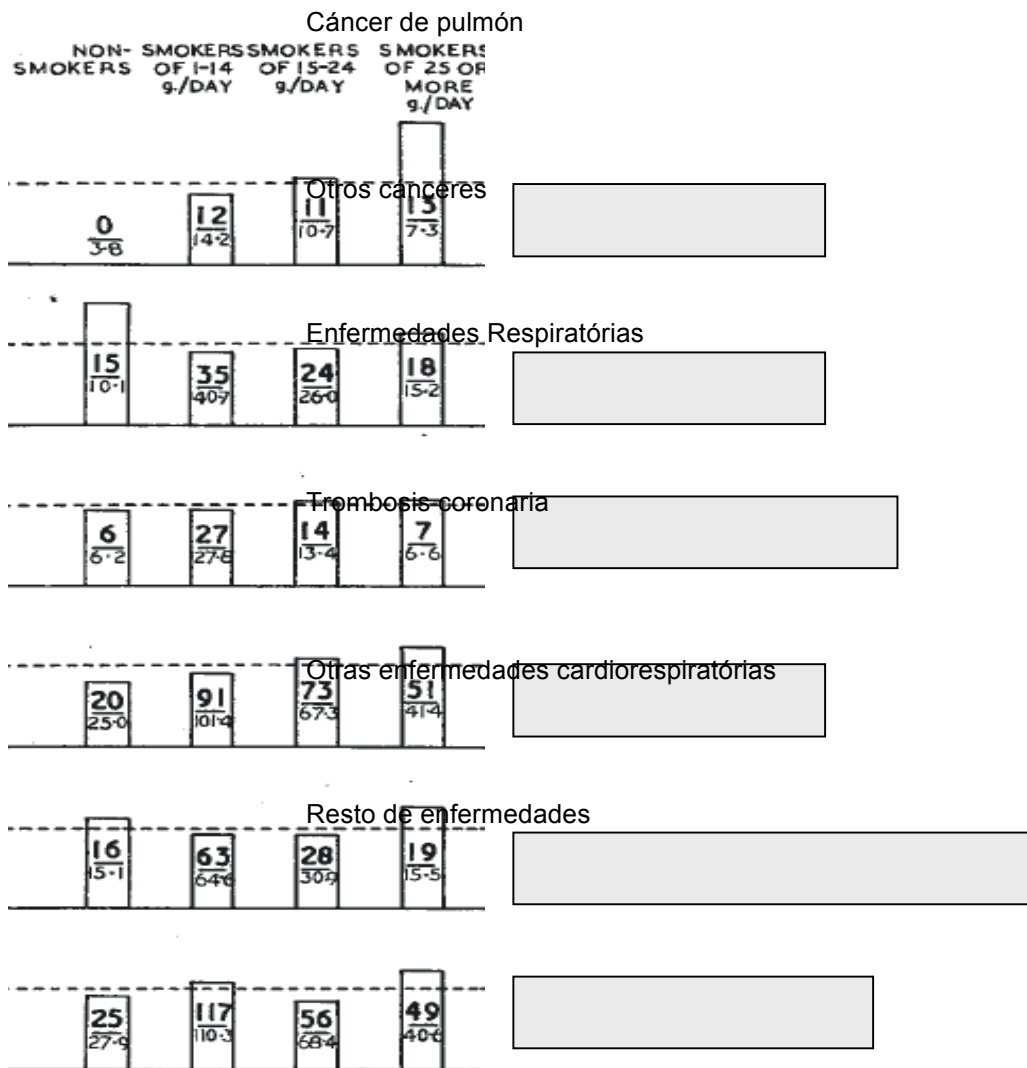 Cáncer de pulmón
NON- SMOKERS SMOKERS SMOKERS
SMOKERS OF 1-14 OF 15-24 OF 25 OR
g./DAY g./DAY MORE
g./DAY
Otros cánceres
0 12 11 13
3·8 14·2 10·7 7·3
Enfermedades Respiratórias
15 35 24 18
10·1 40·7 26·0 15·2
Trombosis coronaria
6 27 14 7
6·2 27·8 13·4 6·6
Otras enfermedades cardiorespiratórias
20 91 73 51
25·0 101·4 67·3 41·4
Resto de enfermedades
16 63 28 19
15·1 64·6 30·9 15·5
25 117 56 49
27·9 110·3 68·4 40·6